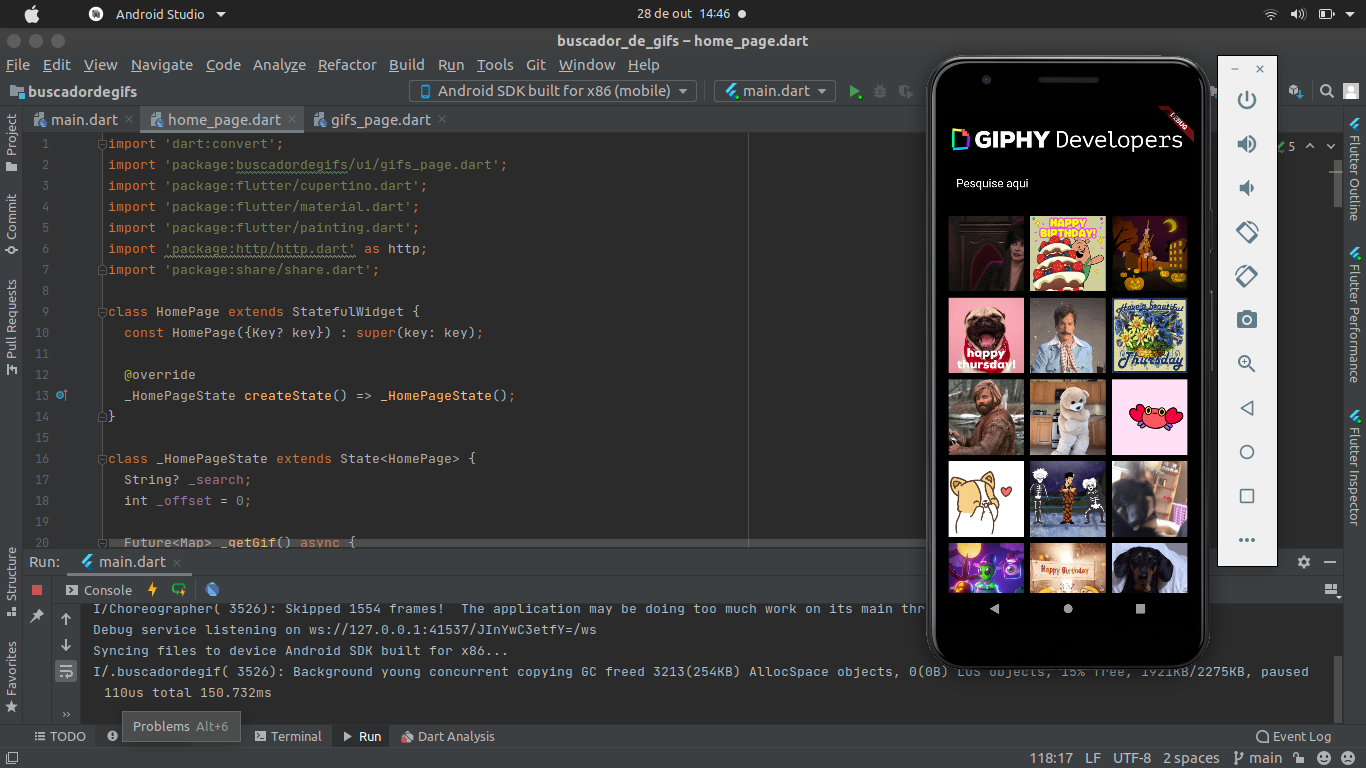 Android Studio
28 de out 14:46
buscador_de_gifs – home_page.dart
File Edit View Navigate Code Analyze Refactor Build Run Tools Git Window Help
buscadordegifs
Android SDK built for x86 (mobile)
main.dart
main.dart
home_page.dart
gifs_page.dart
5
Project
Commit
Pull Requests
Structure
Favorites
1 import 'dart:convert';
2 import 'package:buscadordegifs/ui/gifs_page.dart';
3 import 'package:flutter/cupertino.dart';
4 import 'package:flutter/material.dart';
5 import 'package:flutter/painting.dart';
6 import 'package:http/http.dart' as http;
7 import 'package:share/share.dart';
8
9 class HomePage extends StatefulWidget {
10 const HomePage({Key? key}) : super(key: key);
11
12 @override
13 _HomePageState createState() => _HomePageState();
14 }
15
16 class _HomePageState extends State<HomePage> {
17 String? _search;
18 int _offset = 0;
19
20 Future<Map> _getGif() async {
DEBUG
GIPHY Developers
Pesquise aqui
HAPPY BIRTHDAY!
happy thursday!
Have a beautiful
Thursday
Happy Birthday
Flutter Outline
Flutter Performance
Flutter Inspector
Run: main.dart
Console
I/Choreographer( 3526): Skipped 1554 frames!  The application may be doing too much work on its main thr
Debug service listening on ws://127.0.0.1:41537/JInYwC3etfY=/ws
Syncing files to device Android SDK built for x86...
I/.buscadordegif( 3526): Background young concurrent copying GC freed 3213(254KB) AllocSpace objects, 0(0B) LOS objects, 15% free, 1921KB/2275KB, paused
110us total 150.732ms
Problems Alt+6
TODO
Terminal
Run
Dart Analysis
Event Log
118:17 LF UTF-8 2 spaces main